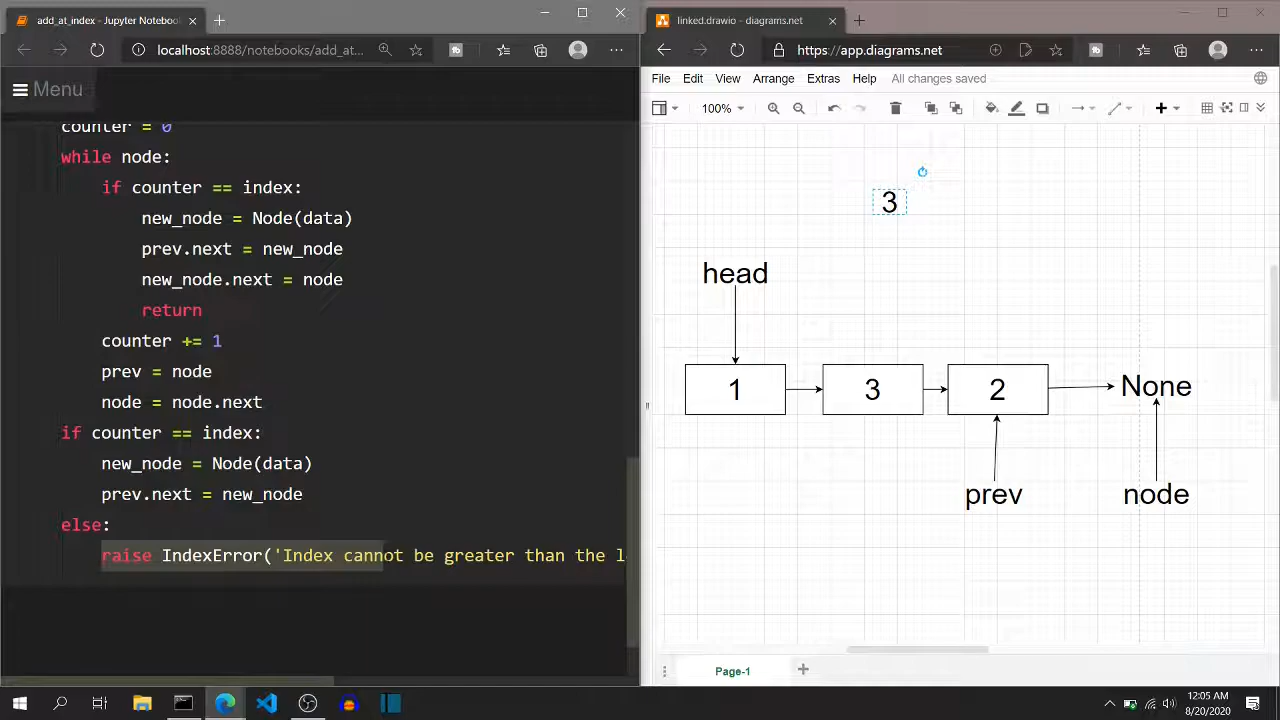 add_at_index - Jupyter Notebook
localhost:8888/notebooks/add_at...
Menu
counter = 0
while node:
if counter == index:
new_node = Node(data)
prev.next = new_node
new_node.next = node
return
counter += 1
prev = node
node = node.next
if counter == index:
new_node = Node(data)
prev.next = new_node
else:
raise IndexError('Index cannot be greater than the l
linked.drawio – diagrams.net
https://app.diagrams.net
File Edit View Arrange Extras Help All changes saved
100%
3
head
1 3 2 None
prev node
Page-1
12:05 AM
8/20/2020